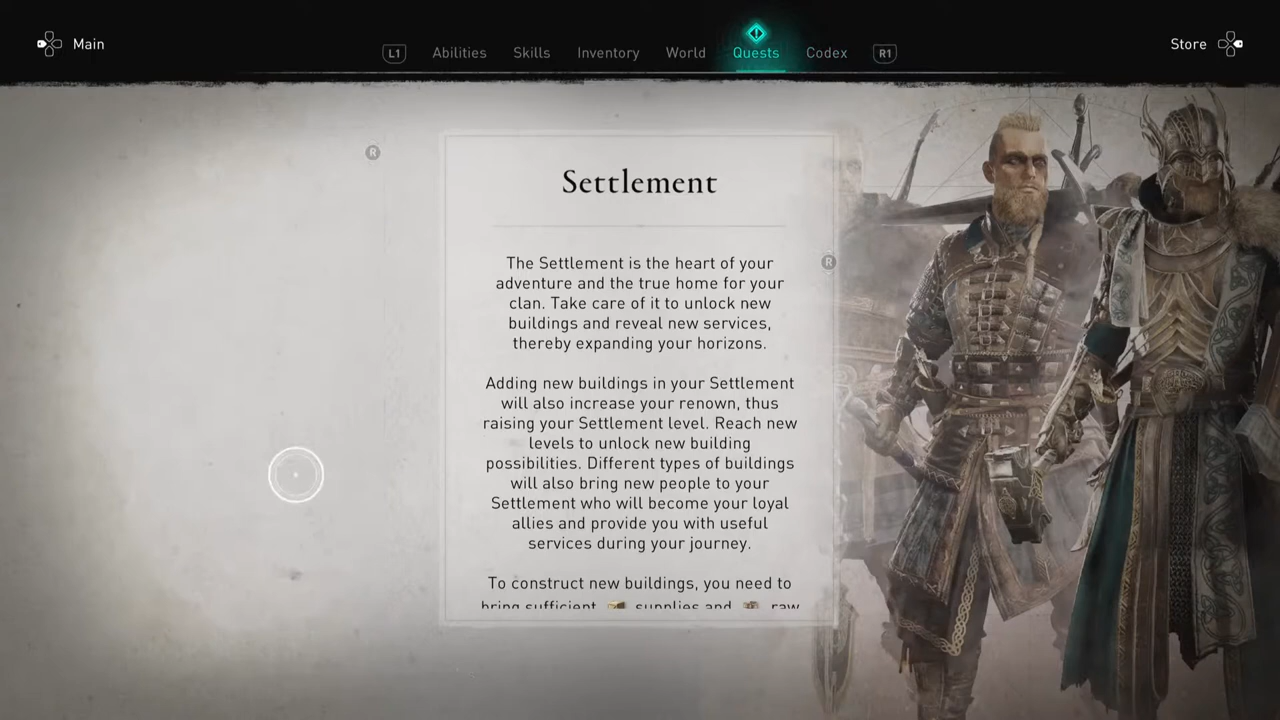 Main
L1 Abilities Skills Inventory World Quests Codex R1
Store
R
Settlement
R
The Settlement is the heart of your
adventure and the true home for your
clan. Take care of it to unlock new
buildings and reveal new services,
thereby expanding your horizons.
Adding new buildings in your Settlement
will also increase your renown, thus
raising your Settlement level. Reach new
levels to unlock new building
possibilities. Different types of buildings
will also bring new people to your
Settlement who will become your loyal
allies and provide you with useful
services during your journey.
To construct new buildings, you need to
bring sufficient supplies and raw